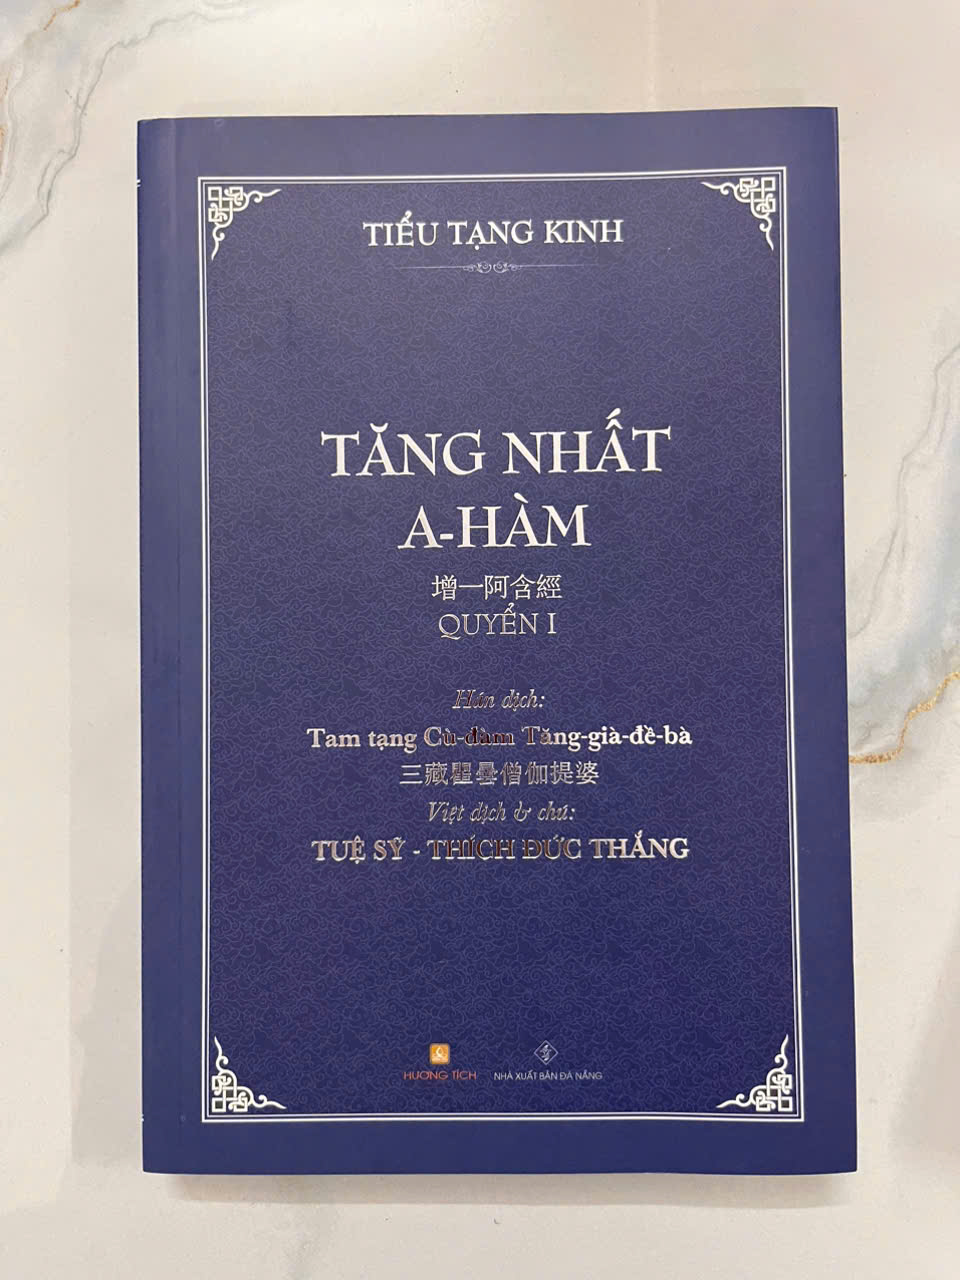 TIỂU TẠNG KINH
TĂNG NHẤT
A-HÀM
增一阿含經
QUYỂN I
Hán dịch:
Tam tạng Cù-đàm Tăng-già-đề-bà
三藏瞿曇僧伽提婆
Việt dịch & chú:
TUỆ SỸ - THÍCH ĐỨC THẮNG
HƯƠNG TÍCH
NHÀ XUẤT BẢN ĐÀ NẴNG